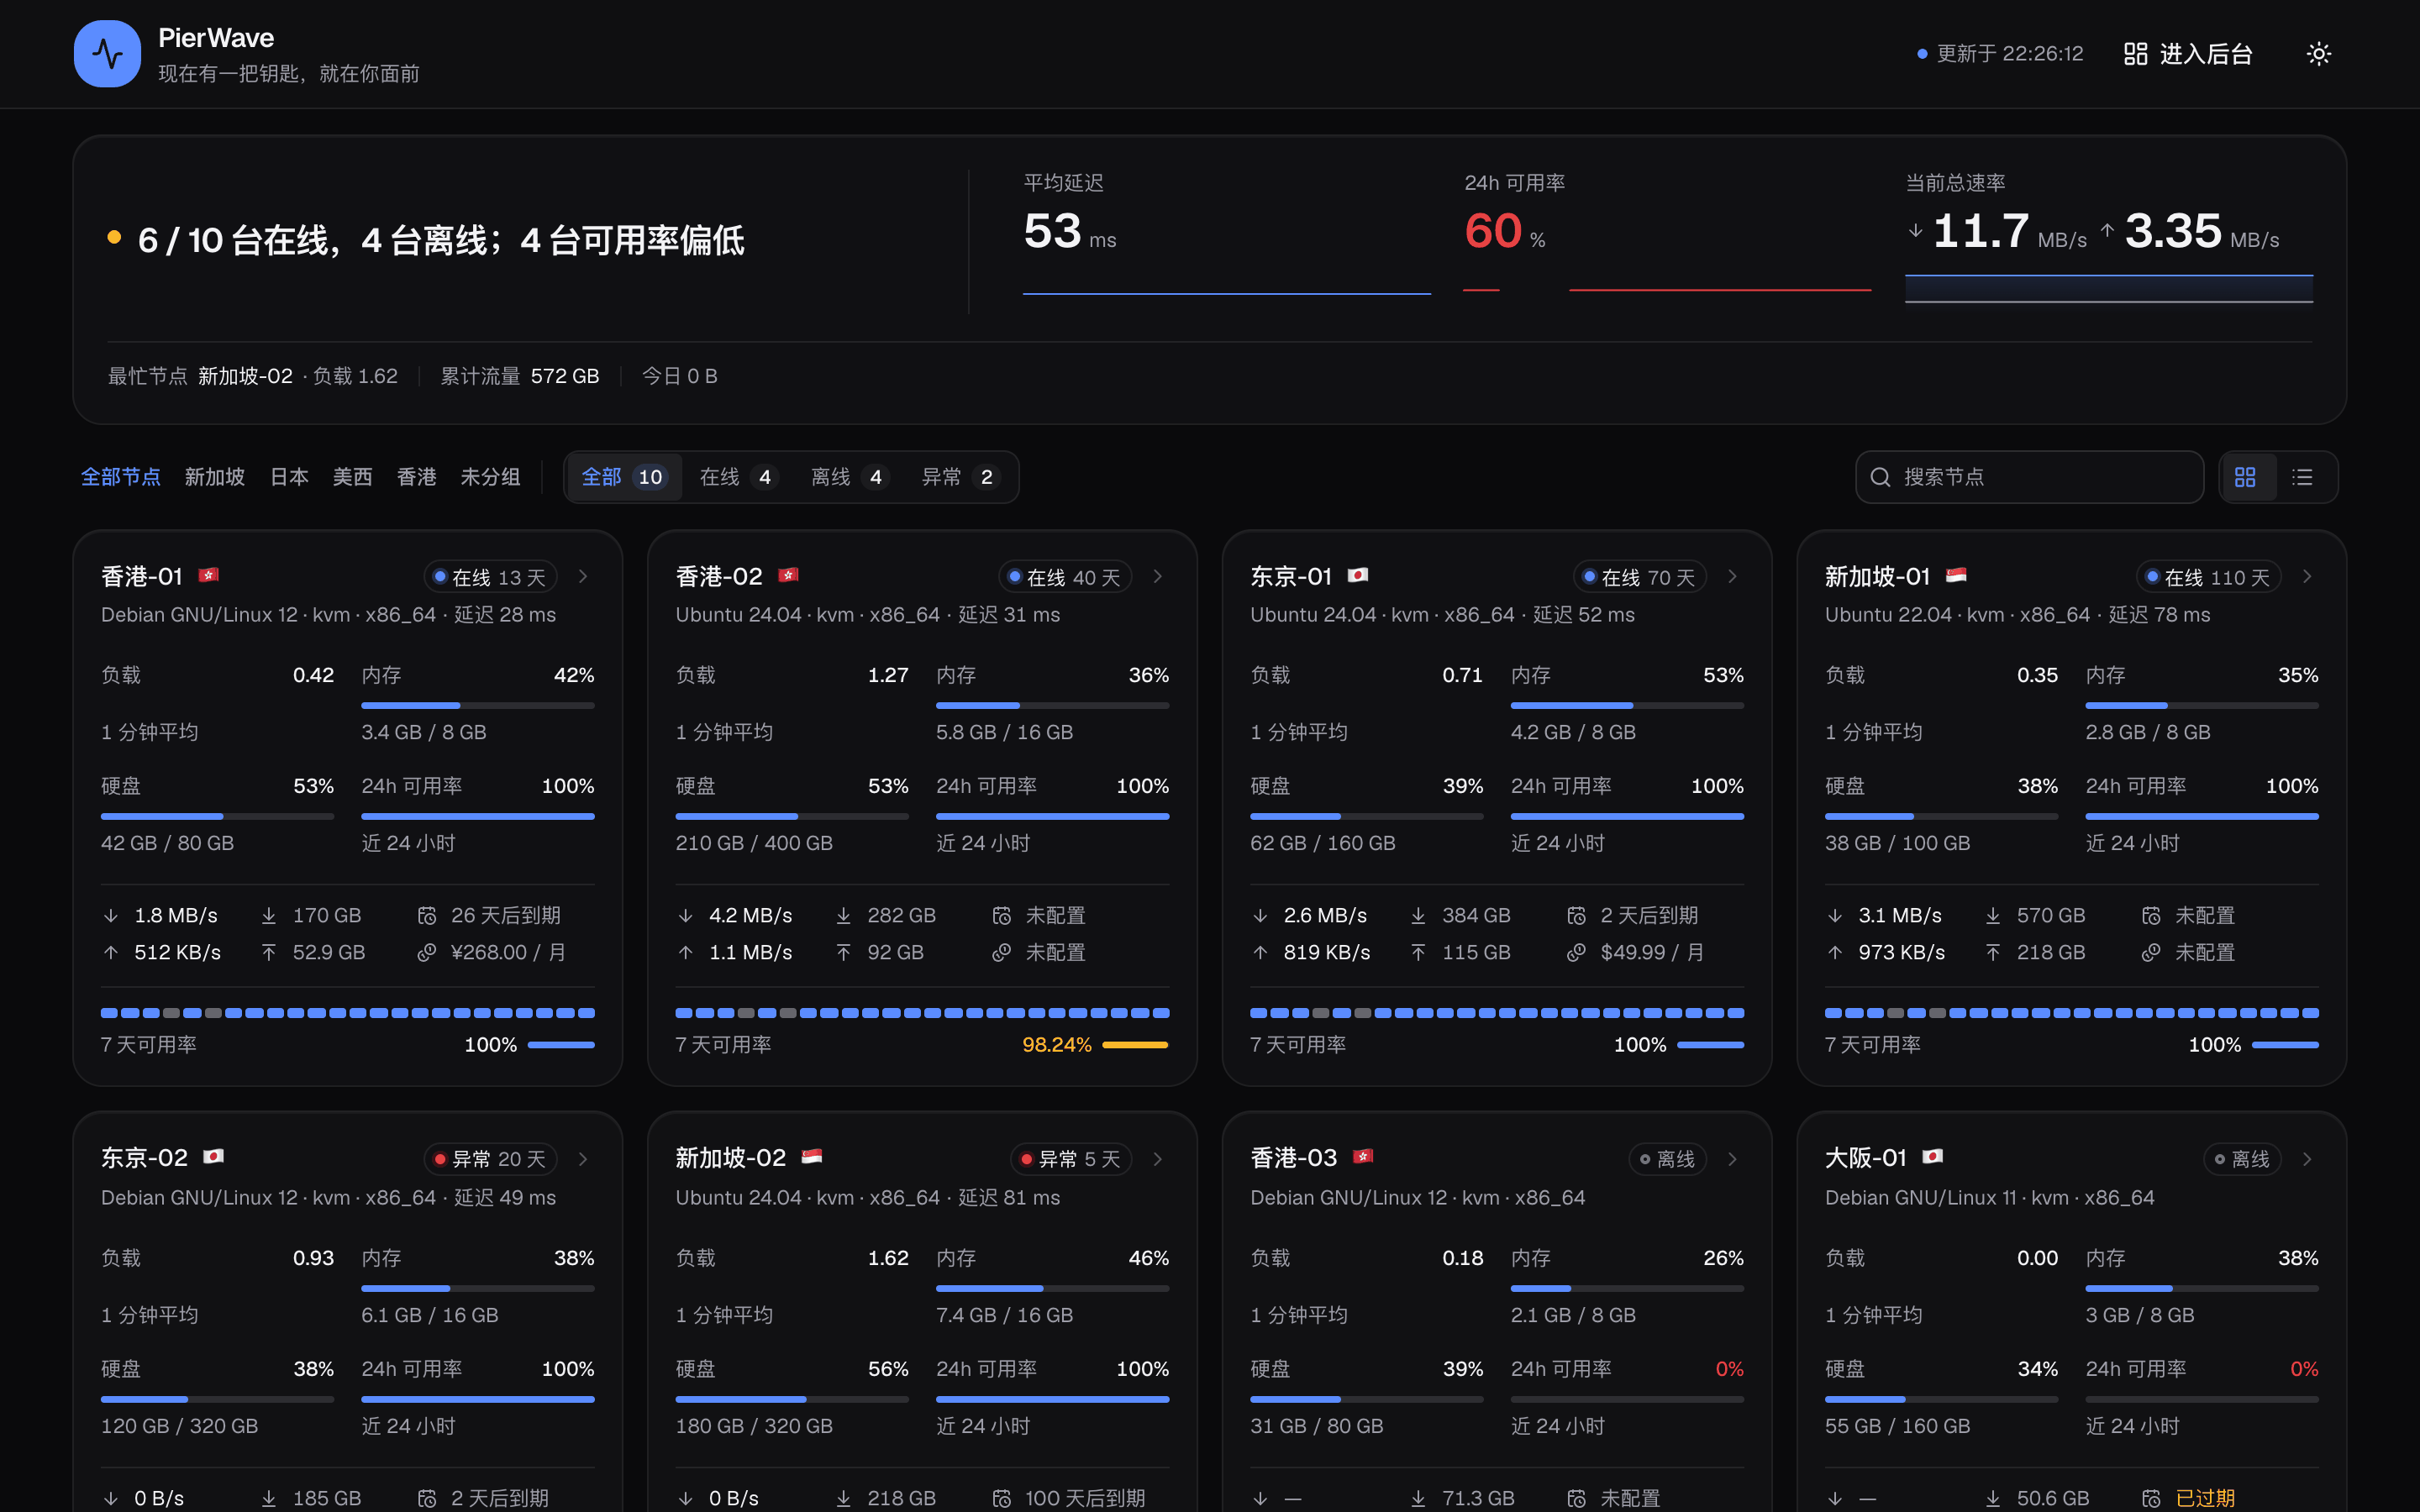 PierWave
现在有一把钥匙，就在你面前
更新于 22:26:12
进入后台
6 / 10 台在线，4 台离线；4 台可用率偏低
平均延迟
53 ms
24h 可用率
60 %
当前总速率
↓ 11.7 MB/s ↑ 3.35 MB/s
最忙节点 新加坡-02 · 负载 1.62 累计流量 572 GB 今日 0 B
全部节点 新加坡 日本 美西 香港 未分组 全部 10 在线 4 离线 4 异常 2 搜索节点
香港-01 在线 13 天
Debian GNU/Linux 12 · kvm · x86_64 · 延迟 28 ms
负载 0.42 内存 42%
1 分钟平均 3.4 GB / 8 GB
硬盘 53% 24h 可用率 100%
42 GB / 80 GB 近 24 小时
↓ 1.8 MB/s 170 GB 26 天后到期
↑ 512 KB/s 52.9 GB ¥268.00 / 月
7 天可用率 100%
香港-02 在线 40 天
Ubuntu 24.04 · kvm · x86_64 · 延迟 31 ms
负载 1.27 内存 36%
1 分钟平均 5.8 GB / 16 GB
硬盘 53% 24h 可用率 100%
210 GB / 400 GB 近 24 小时
↓ 4.2 MB/s 282 GB 未配置
↑ 1.1 MB/s 92 GB 未配置
7 天可用率 98.24%
东京-01 在线 70 天
Ubuntu 24.04 · kvm · x86_64 · 延迟 52 ms
负载 0.71 内存 53%
1 分钟平均 4.2 GB / 8 GB
硬盘 39% 24h 可用率 100%
62 GB / 160 GB 近 24 小时
↓ 2.6 MB/s 384 GB 2 天后到期
↑ 819 KB/s 115 GB $49.99 / 月
7 天可用率 100%
新加坡-01 在线 110 天
Ubuntu 22.04 · kvm · x86_64 · 延迟 78 ms
负载 0.35 内存 35%
1 分钟平均 2.8 GB / 8 GB
硬盘 38% 24h 可用率 100%
38 GB / 100 GB 近 24 小时
↓ 3.1 MB/s 570 GB 未配置
↑ 973 KB/s 218 GB 未配置
7 天可用率 100%
东京-02 异常 20 天
Debian GNU/Linux 12 · kvm · x86_64 · 延迟 49 ms
负载 0.93 内存 38%
1 分钟平均 6.1 GB / 16 GB
硬盘 38% 24h 可用率 100%
120 GB / 320 GB 近 24 小时
↓ 0 B/s 185 GB 2 天后到期
新加坡-02 异常 5 天
Ubuntu 24.04 · kvm · x86_64 · 延迟 81 ms
负载 1.62 内存 46%
1 分钟平均 7.4 GB / 16 GB
硬盘 56% 24h 可用率 100%
180 GB / 320 GB 近 24 小时
↓ 0 B/s 218 GB 100 天后到期
香港-03 离线
Debian GNU/Linux 12 · kvm · x86_64
负载 0.18 内存 26%
1 分钟平均 2.1 GB / 8 GB
硬盘 39% 24h 可用率 0%
31 GB / 80 GB 近 24 小时
↓ — 71.3 GB 未配置
大阪-01 离线
Debian GNU/Linux 11 · kvm · x86_64
负载 0.00 内存 38%
1 分钟平均 3 GB / 8 GB
硬盘 34% 24h 可用率 0%
55 GB / 160 GB 近 24 小时
↓ — 50.6 GB 已过期